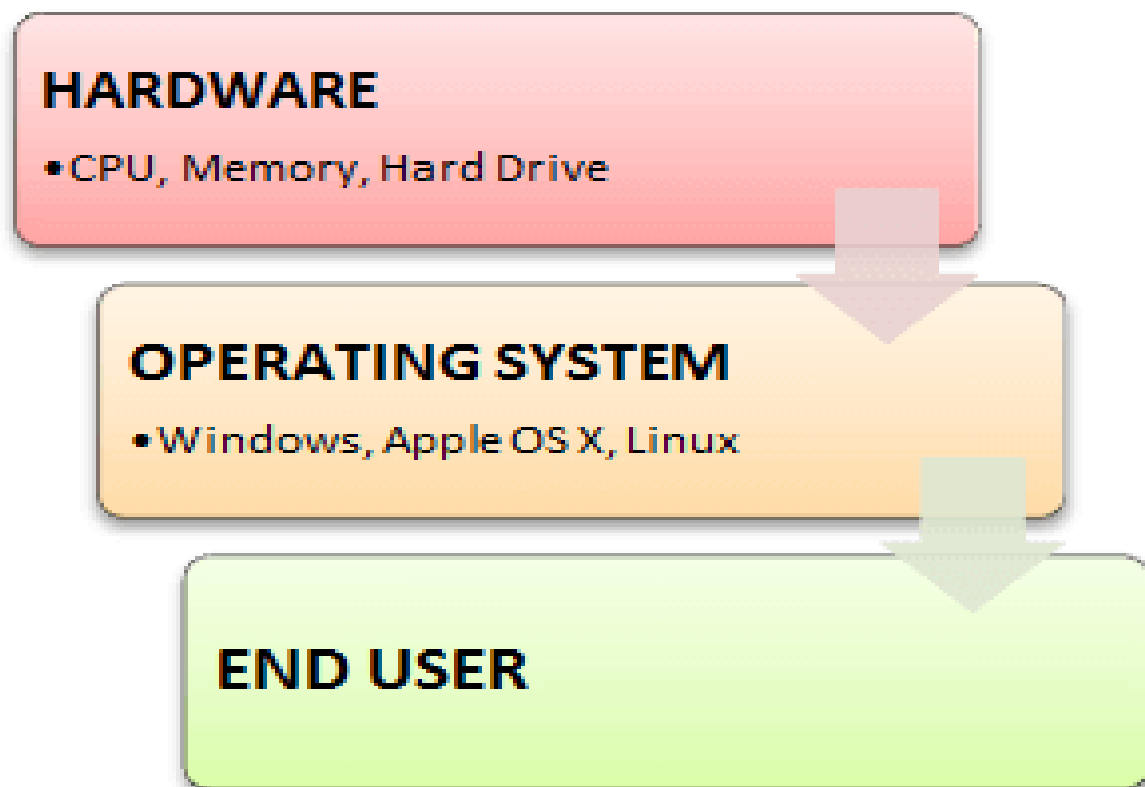 HARDWARE
•CPU, Memory, Hard Drive
OPERATING SYSTEM
•Windows, Apple OS X, Linux
END USER